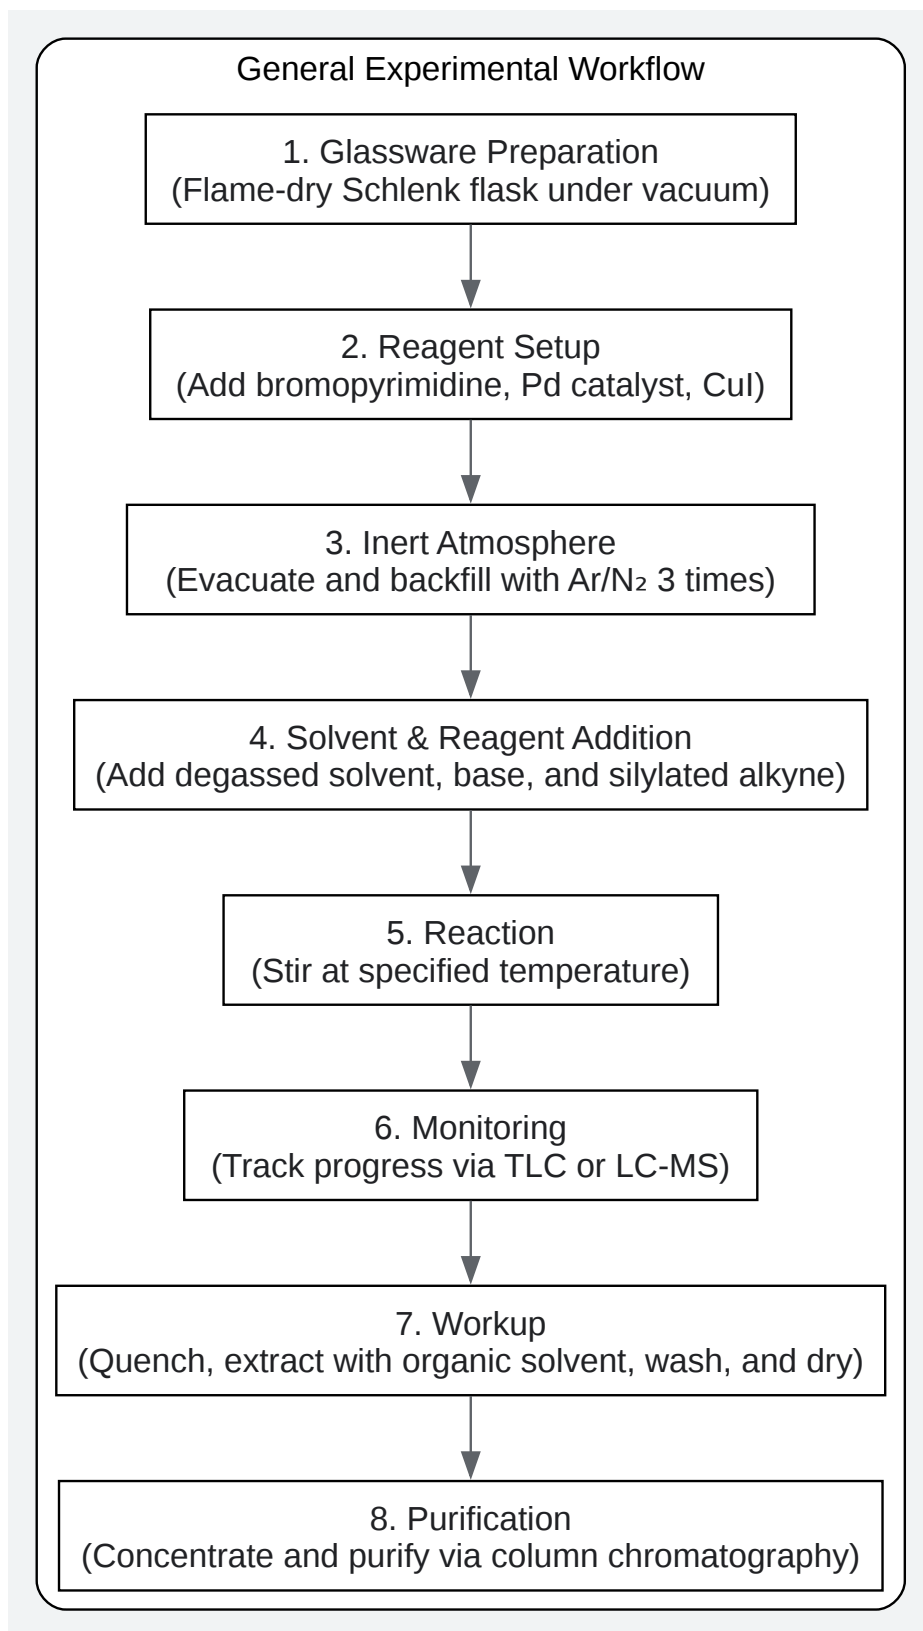 General Experimental Workflow
1. Glassware Preparation
(Flame-dry Schlenk flask under vacuum)
2. Reagent Setup
(Add bromopyrimidine, Pd catalyst, CuI)
3. Inert Atmosphere
(Evacuate and backfill with Ar/N₂ 3 times)
4. Solvent & Reagent Addition
(Add degassed solvent, base, and silylated alkyne)
5. Reaction
(Stir at specified temperature)
6. Monitoring
(Track progress via TLC or LC-MS)
7. Workup
(Quench, extract with organic solvent, wash, and dry)
8. Purification
(Concentrate and purify via column chromatography)